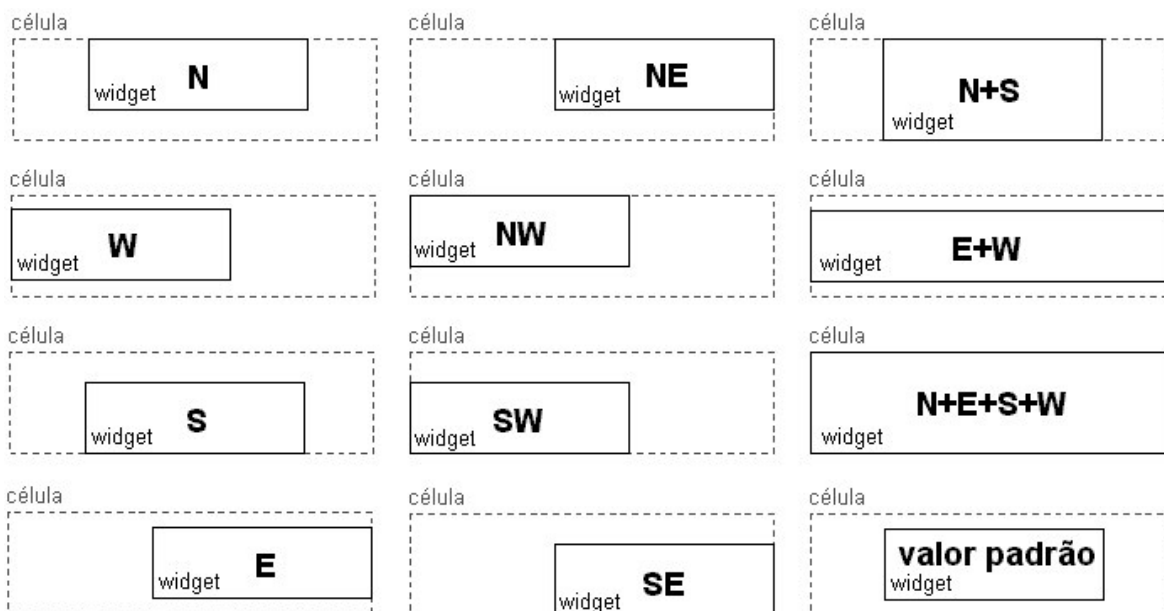 célula
widget N
célula
widget NE
célula
N+S
widget
célula
widget W
célula
widget NW
célula
widget E+W
célula
widget S
célula
widget SW
célula
N+E+S+W
widget
célula
widget E
célula
widget SE
célula
valor padrão
widget